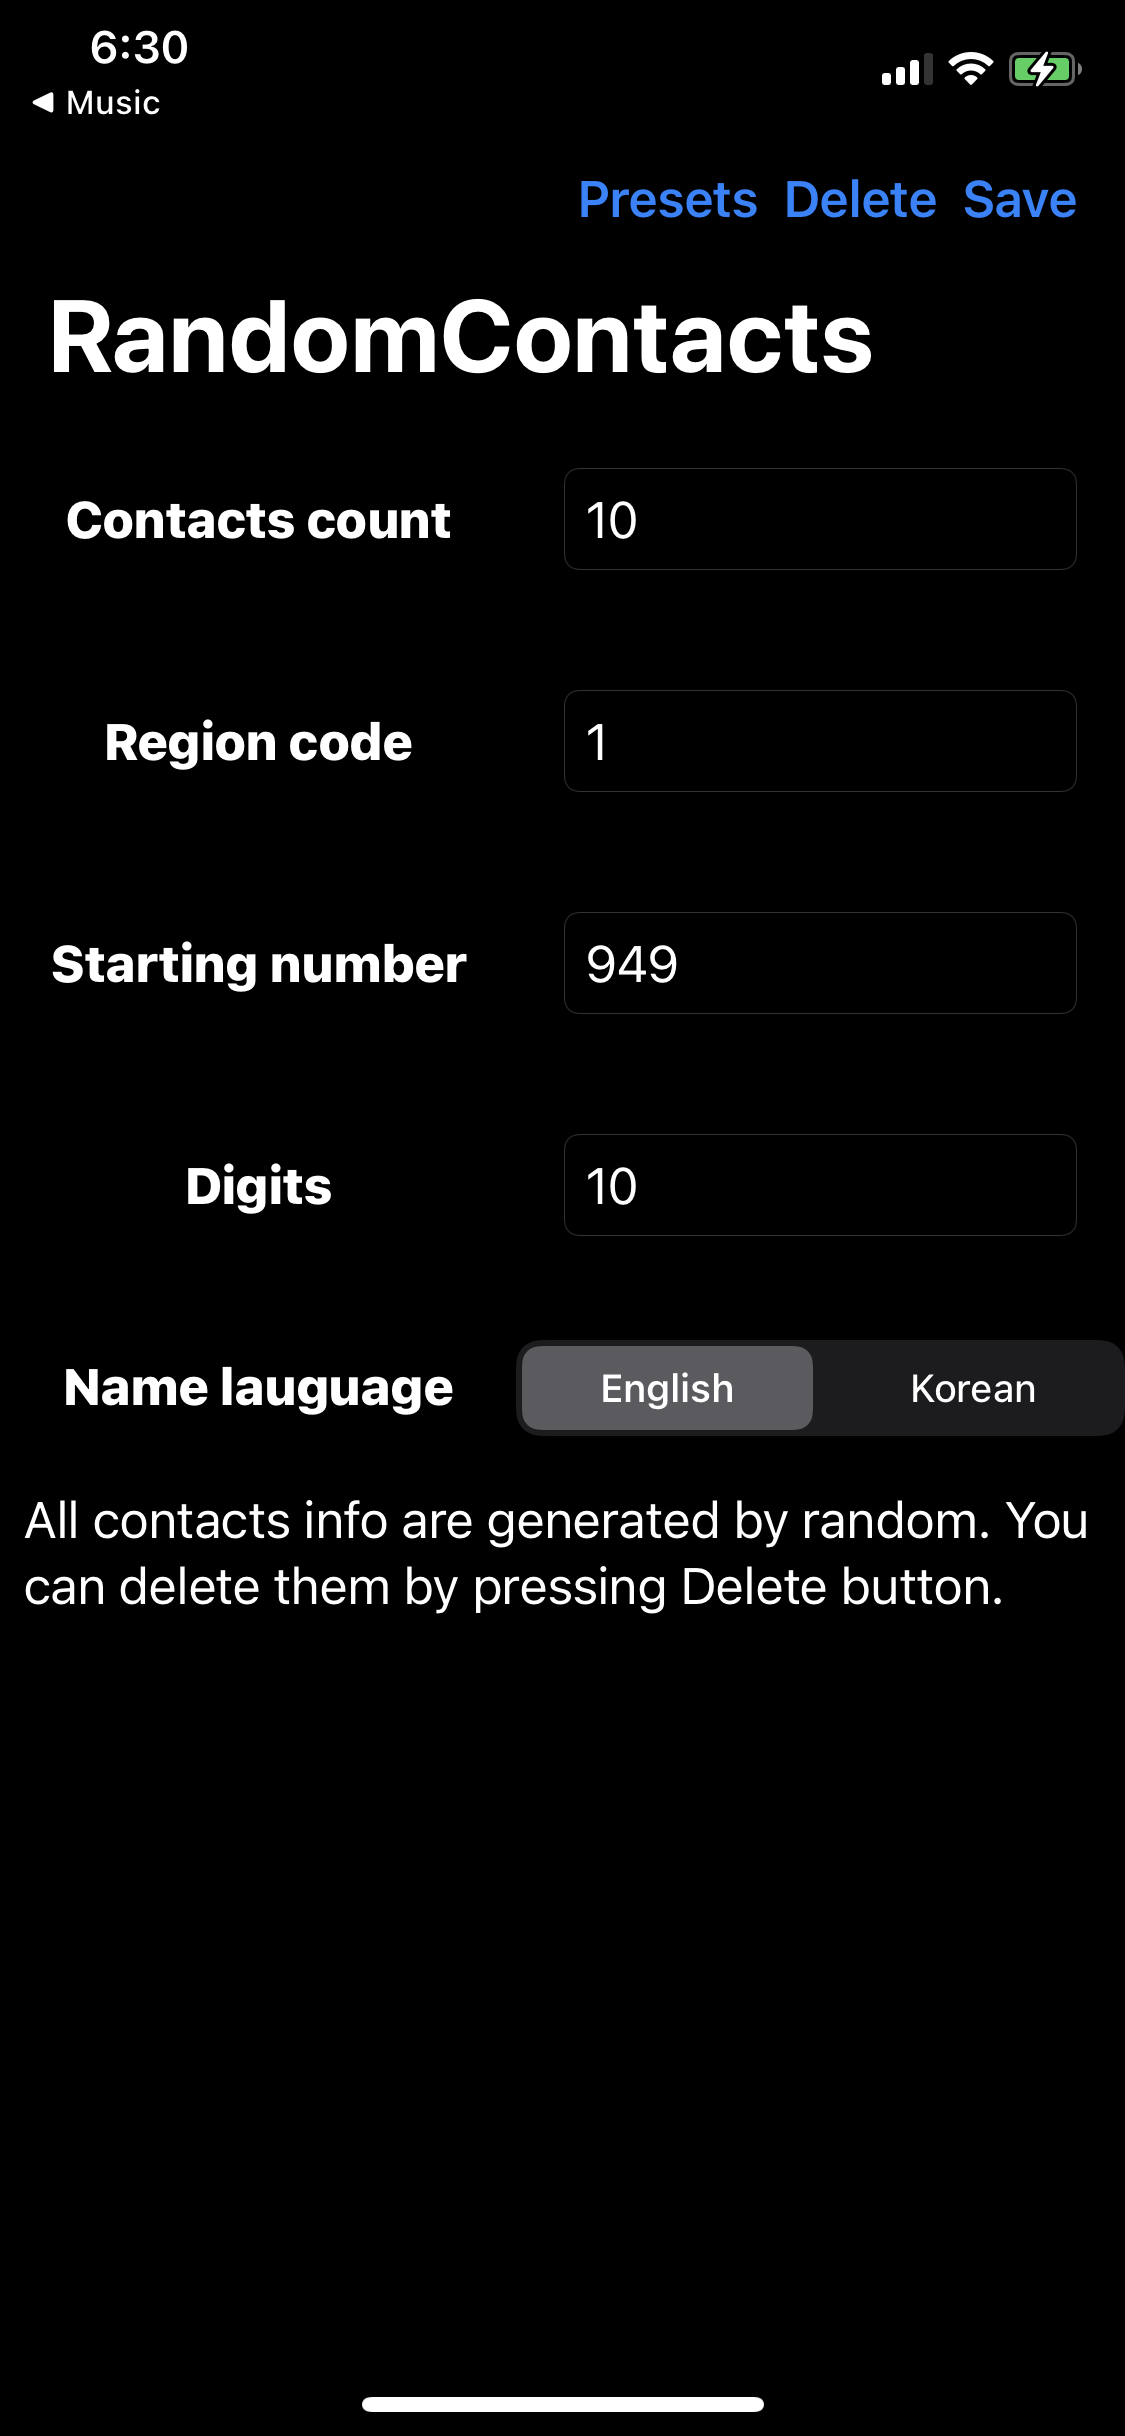 6:30
◀ Music
Presets Delete Save
RandomContacts
Contacts count 10
Region code 1
Starting number 949
Digits 10
Name lauguage English Korean
All contacts info are generated by random. You
can delete them by pressing Delete button.